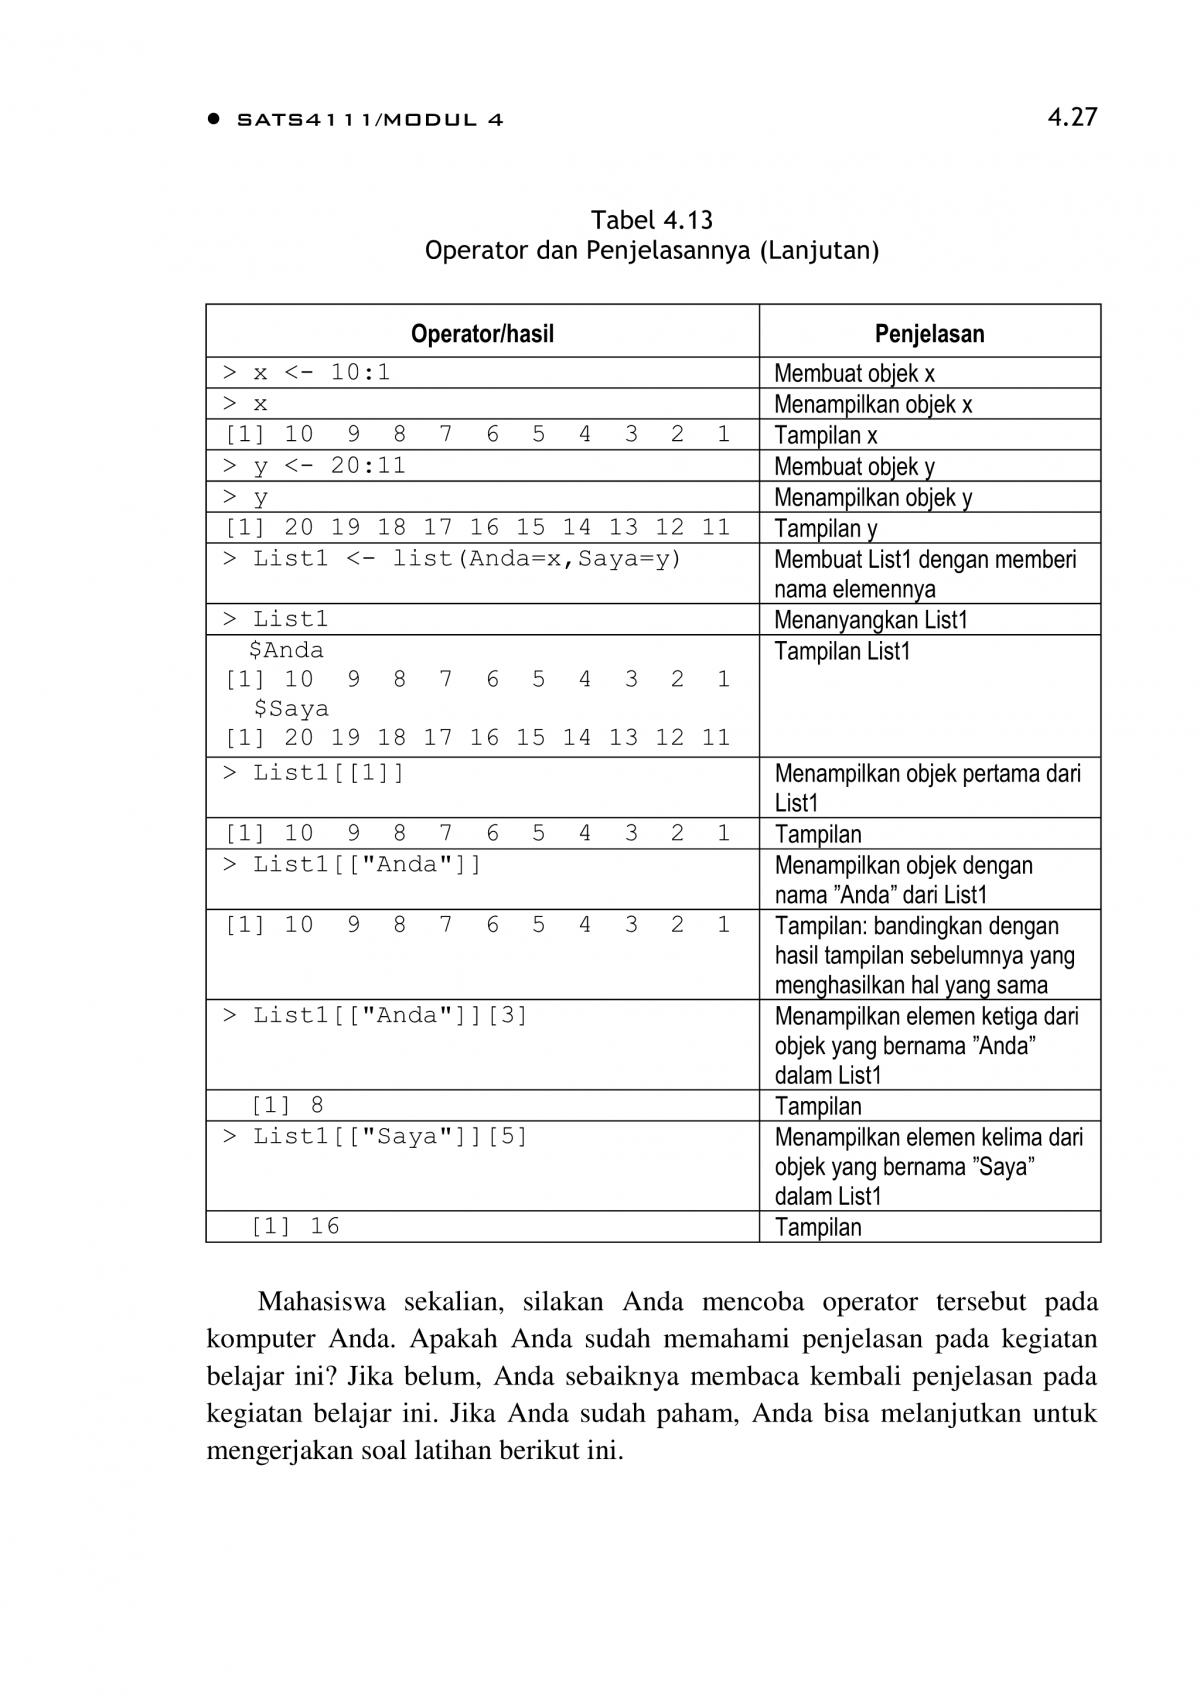 ● SATS4111/MODUL 4 4.27
Tabel 4.13
Operator dan Penjelasannya (Lanjutan)
Operator/hasil Penjelasan
> x <- 10:1 Membuat objek x
> x Menampilkan objek x
[1] 10 9 8 7 6 5 4 3 2 1 Tampilan x
> y <- 20:11 Membuat objek y
> y Menampilkan objek y
[1] 20 19 18 17 16 15 14 13 12 11 Tampilan y
> List1 <- list(Anda=x,Saya=y) Membuat List1 dengan memberi
nama elemennya
> List1 Menanyangkan List1
$Anda Tampilan List1
[1] 10 9 8 7 6 5 4 3 2 1
$Saya
[1] 20 19 18 17 16 15 14 13 12 11
> List1[[1]] Menampilkan objek pertama dari
List1
[1] 10 9 8 7 6 5 4 3 2 1 Tampilan
> List1[["Anda"]] Menampilkan objek dengan
nama ”Anda” dari List1
[1] 10 9 8 7 6 5 4 3 2 1 Tampilan: bandingkan dengan
hasil tampilan sebelumnya yang
menghasilkan hal yang sama
> List1[["Anda"]][3] Menampilkan elemen ketiga dari
objek yang bernama ”Anda”
dalam List1
[1] 8 Tampilan
> List1[["Saya"]][5] Menampilkan elemen kelima dari
objek yang bernama ”Saya”
dalam List1
[1] 16 Tampilan
Mahasiswa sekalian, silakan Anda mencoba operator tersebut pada
komputer Anda. Apakah Anda sudah memahami penjelasan pada kegiatan
belajar ini? Jika belum, Anda sebaiknya membaca kembali penjelasan pada
kegiatan belajar ini. Jika Anda sudah paham, Anda bisa melanjutkan untuk
mengerjakan soal latihan berikut ini.